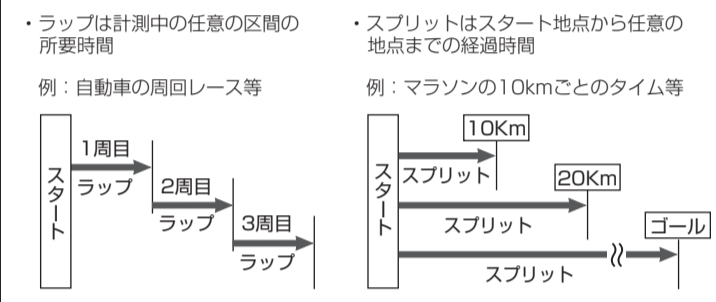 ・ラップは計測中の任意の区間の
所要時間
例：自動車の周回レース等
スタート
1周目
ラップ
2周目
ラップ
3周目
ラップ
・スプリットはスタート地点から任意の
地点までの経過時間
例：マラソンの10kmごとのタイム等
スタート
10Km
スプリット
20Km
スプリット
ゴール
スプリット